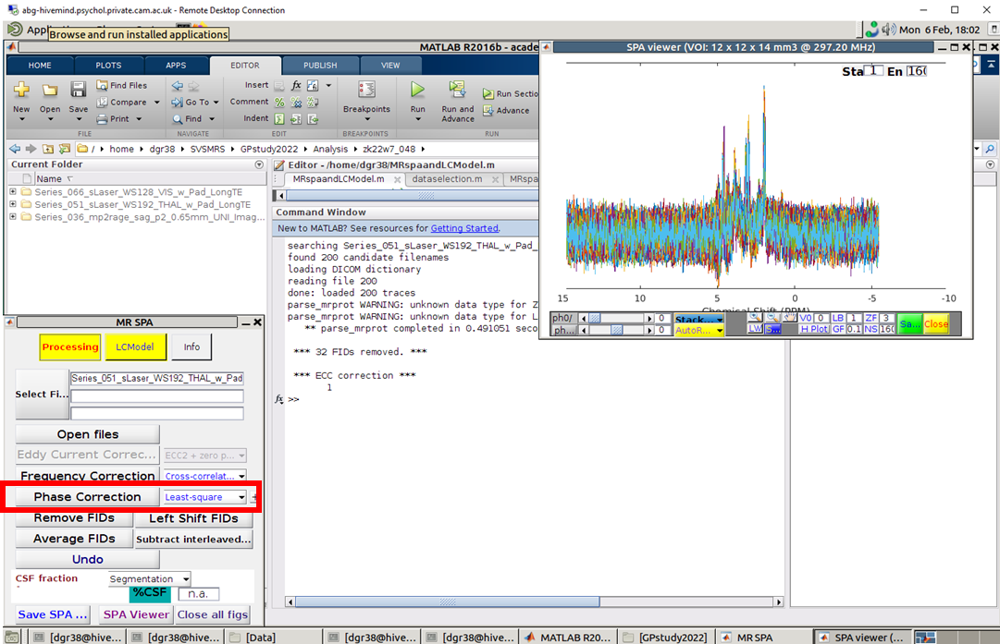 abg-hivemind.psychol.private.cam.ac.uk - Remote Desktop Connection
Appl
Browse and run installed applications
Mon 6 Feb, 18:02
MATLAB R2016b - acade
HOME PLOTS APPS EDITOR PUBLISH VIEW
New Open Save
Find Files
Compare
Print
Go To
Find
Insert fx
Comment
Indent
Breakpoints
Run
Run and Advance
Run Sectio
Advance
FILE NAVIGATE EDIT BREAKPOINTS RUN
/ home dgr38 SVSMRS GPstudy2022 Analysis zk22w7_048
Current Folder
Name
Series_066_sLaser_WS128_VIS_w_Pad_LongTE
Series_051_sLaser_WS192_THAL_w_Pad_LongTE
Series_036_mp2rage_sag_p2_0.65mm_UNI_Imag...
Editor - /home/dgr38/MRspaandLCModel.m
MRspaandLCModel.m dataselection.m MRspa
Command Window
New to MATLAB? See resources for Getting Started.
searching Series_051_sLaser_WS192_THAL_w_Pad_
found 200 candidate filenames
loading DICOM dictionary
reading file 200
done: loaded 200 traces
parse_mrprot WARNING: unknown data type for Z
parse_mrprot WARNING: unknown data type for L
** parse_mrprot completed in 0.491051 seco
*** 32 FIDs removed. ***
*** ECC correction ***
1
fx >>
SPA viewer (VOI: 12 x 12 x 14 mm3 @ 297.20 MHz)
Sta 1 En 160
15 10 5 0 -5 -10
Chemical Shift (PPM)
ph0/ 0 Stack... V0 0 LB 1 ZF 3 Sa... Close
ph... 0 AutoR... LW H Plot GF 0.1 NS 160
MR SPA
Processing LCModel Info
Select Fi...
Series_051_sLaser_WS192_THAL_w_Pad
Open files
Eddy Current Correc... ECC2 + zero p...
Frequency Correction Cross-correlat...
Phase Correction Least-square
Remove FIDs Left Shift FIDs
Average FIDs Subtract interleaved...
Undo
CSF fraction Segmentation
%CSF n.a.
Save SPA ... SPA Viewer Close all figs
[dgr38@hive... [dgr38@hive... [Data] [dgr38@hive... [dgr38@hive... MATLAB R20... [GPstudy2022] MR SPA SPA viewer (...